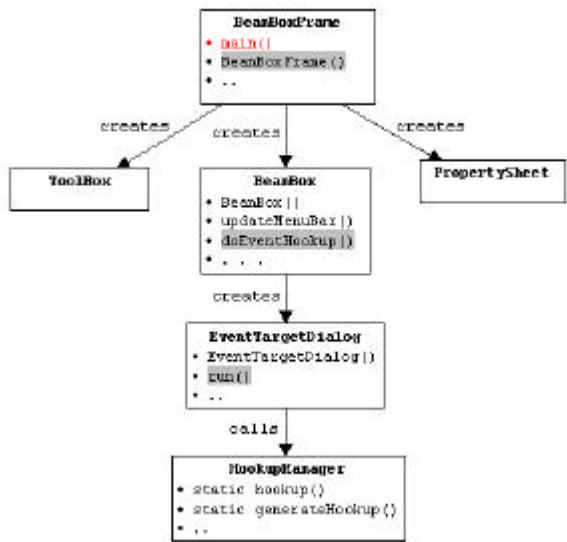 BeanBoxFrame
• main()
• BeanBoxFrame()
• ..
creates
creates
creates
ToolBox
BeanBox
PropertySheet
• BeanBox()
• updateMenuBar()
• doEventHookup()
• . . .
creates
EventTargetDialog
• EventTargetDialog()
• run()
• ..
calls
HookupManager
• static hookup()
• static generateHookup()
• ..